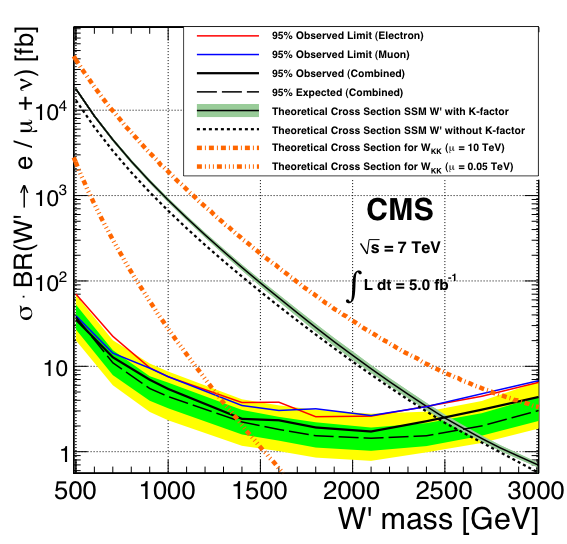 95% Observed Limit (Electron)
95% Observed Limit (Muon)
95% Observed (Combined)
95% Expected (Combined)
Theoretical Cross Section SSM W' with K-factor
Theoretical Cross Section SSM W' without K-factor
Theoretical Cross Section for W_KK (μ = 10 TeV)
Theoretical Cross Section for W_KK (μ = 0.05 TeV)
CMS
√s = 7 TeV
∫ L dt = 5.0 fb⁻¹
σ · BR(W' → e / μ + ν) [fb]
10⁴
10³
10²
10
1
500 1000 1500 2000 2500 3000
W' mass [GeV]